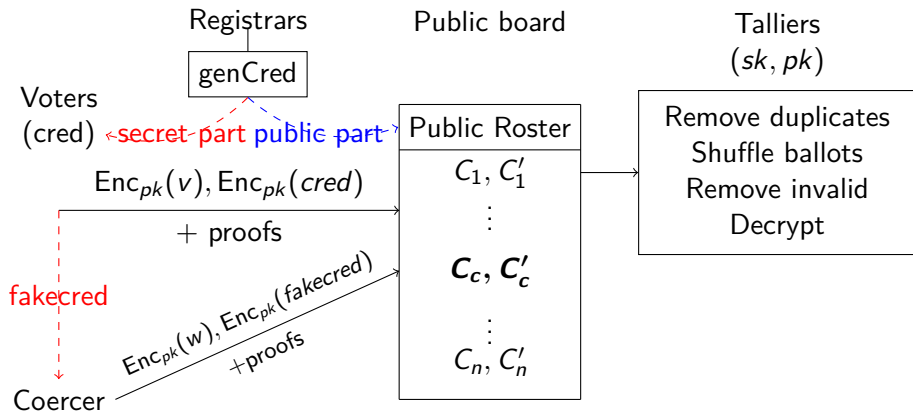 Registrars
Public board
Talliers
(sk, pk)
genCred
Voters
(cred)
secret part
public part
Public Roster
Remove duplicates
Shuffle ballots
Remove invalid
Decrypt
Enc_pk(v), Enc_pk(cred)
+ proofs
C_1, C'_1
⋮
C_c, C'_c
⋮
C_n, C'_n
fakecred
Enc_pk(w), Enc_pk(fakecred)
+proofs
Coercer